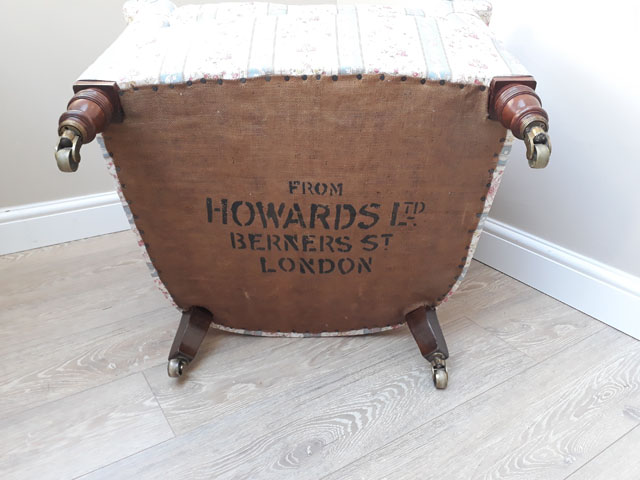 FROM
HOWARDS LTD
BERNERS ST
LONDON